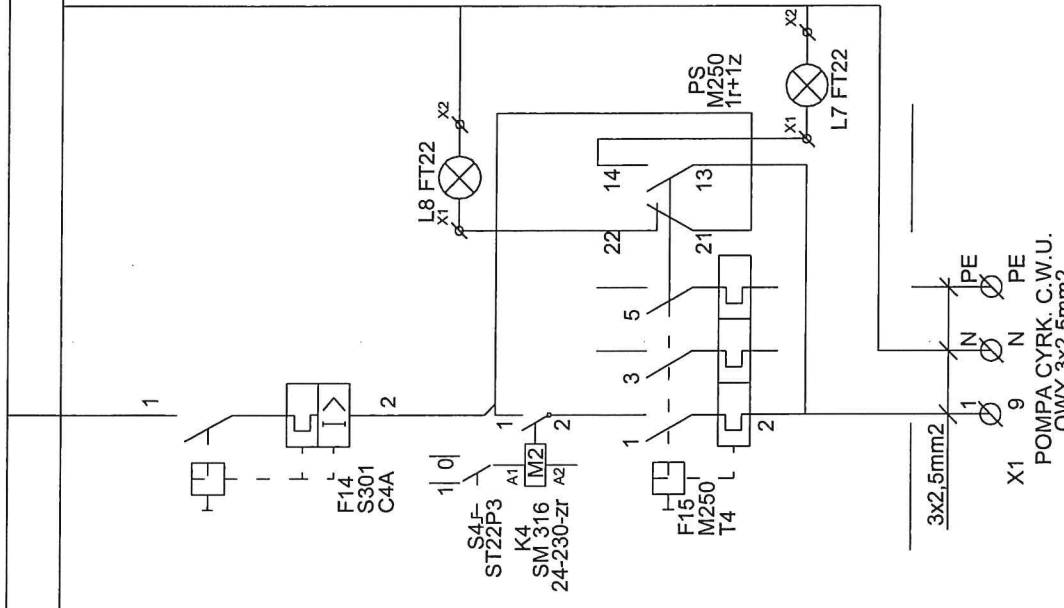 1
F14
S301
C4A
I>
2
L8 FT22
X1
X2
PS
M250
1r+1z
X2
X1
L7 FT22
1 0
S4
ST22P3
A1
M2
A2
K4
SM 316
24-230-zr
1
2
22
14
21
13
1
3
5
2
F15
M250
T4
3x2,5mm2
1
N
PE
X1
9
N
PE
POMPA CYRK. C.W.U.
OWY 3x2,5mm2